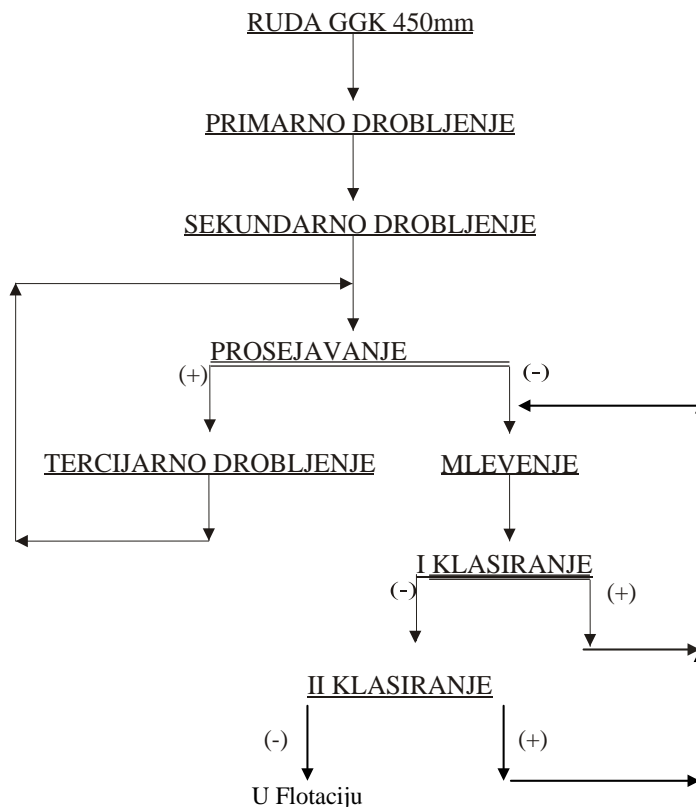 RUDA GGK 450mm
PRIMARNO DROBLJENJE
SEKUNDARNO DROBLJENJE
PROSEJAVANJE
(+)
(-)
TERCIJARNO DROBLJENJE
MLEVENJE
I KLASIRANJE
(-)
(+)
II KLASIRANJE
(-)
(+)
U Flotaciju